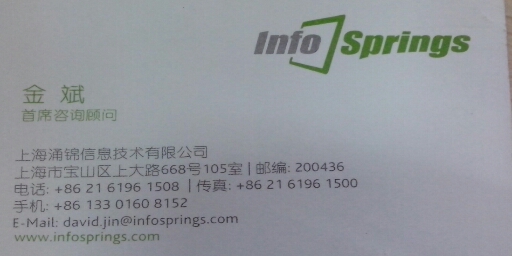 Info Springs
金 斌
首席咨询顾问
上海涌锦信息技术有限公司
上海市宝山区上大路668号105室 | 邮编: 200436
电话: +86 21 6196 1508 | 传真: +86 21 6196 1500
手机: +86 133 0160 8152
E-Mail: david.jin@infosprings.com
www.infosprings.com